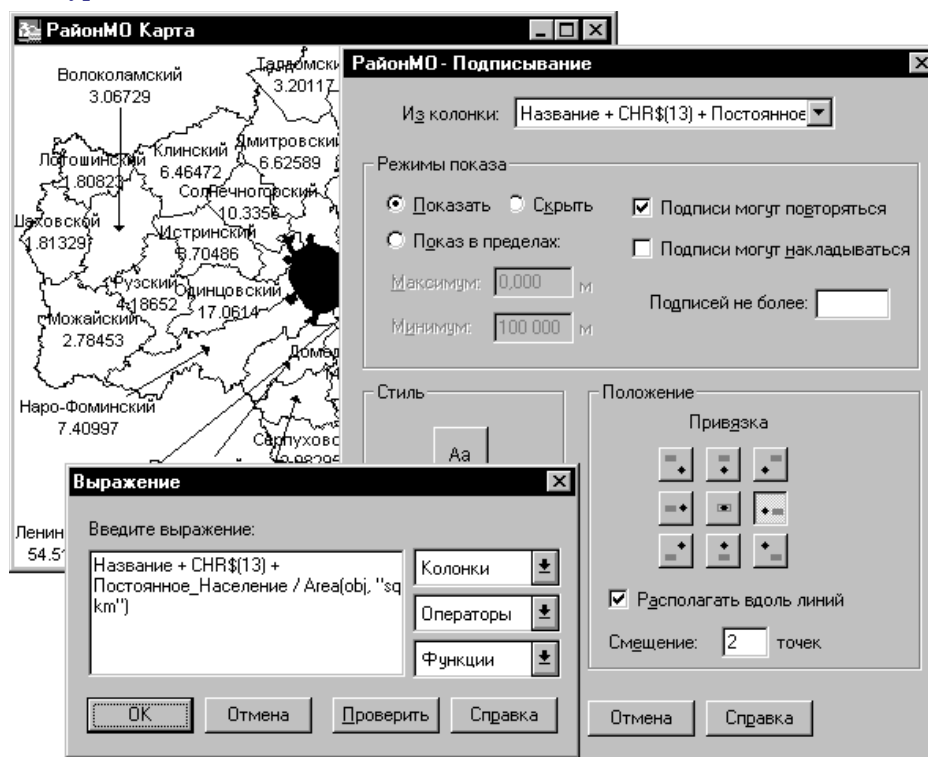 РайонМО Карта
Волоколамский
3.06729
Талдомски
3.20117
Клинский
6.46472
Дмитровский
6.62589
Лотошинский
1.80823
Солнечногорский
10.3356
Шаховской
1.81329
Истринский
8.70486
Рузский
4.18652
Одинцовский
17.0614
Можайский
2.78453
Домод
Наро-Фоминский
7.40997
Серпуховс
Ленин
54.51
РайонМО - Подписывание
Из колонки: Название + CHR$(13) + Постоянное
Режимы показа
Показать Скрыть
Показ в пределах:
Максимум: 0,000 м
Минимум: 100 000 м
Подписи могут повторяться
Подписи могут накладываться
Подписей не более:
Стиль
Aa
Положение
Привязка
Располагать вдоль линий
Смещение: 2 точек
Отмена Справка
Выражение
Введите выражение:
Название + CHR$(13) +
Постоянное_Население / Area(obj, "sq
km")
Колонки
Операторы
Функции
OK Отмена Проверить Справка